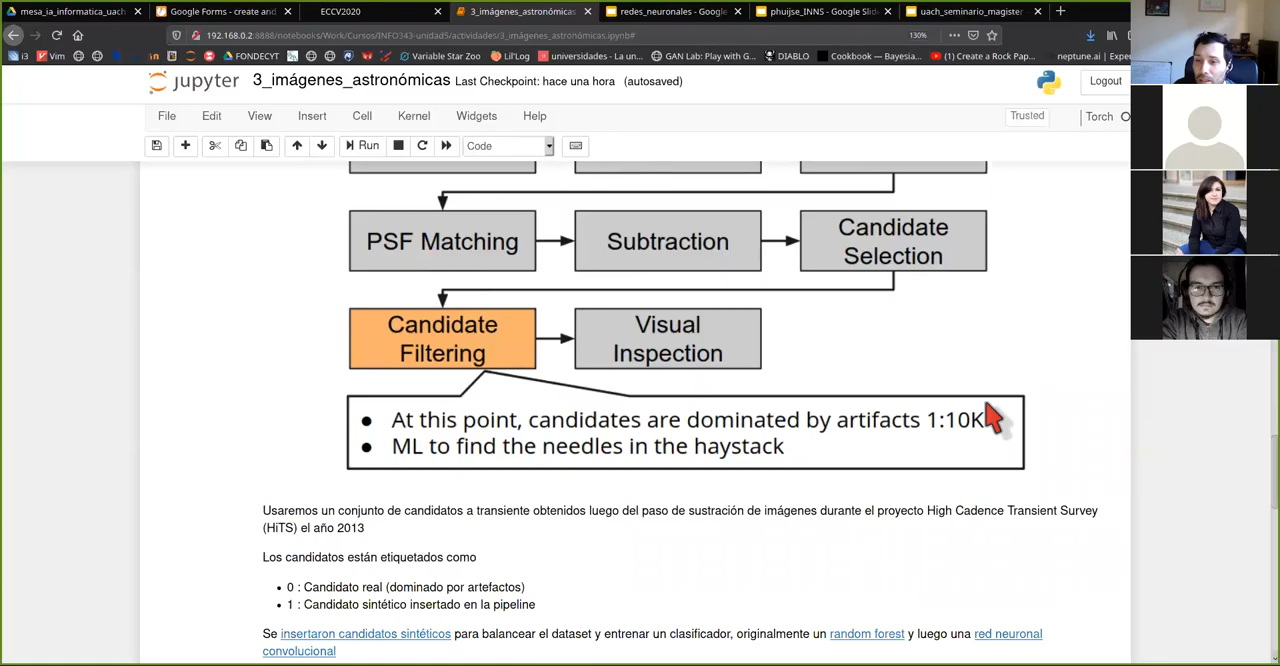 mesa_ia_informatica_uach
Google Forms - create and
ECCV2020
3_imágenes_astronómicas
redes_neuronales - Google
phuijse_INNS - Google Slide
uach_seminario_magister -
192.168.0.2:8888/notebooks/Work/Cursos/INFO343-unidad5/actividades/3_imágenes_astronómicas.ipynb#
130%
i3
Vim
in
FONDECYT
Variable Star Zoo
Lil'Log
universidades - La un...
GAN Lab: Play with G...
DIABLO
Cookbook — Bayesia...
(1) Create a Rock Pap...
neptune.ai | Exper
jupyter
3_imágenes_astronómicas
Last Checkpoint: hace una hora
(autosaved)
Logout
File
Edit
View
Insert
Cell
Kernel
Widgets
Help
Trusted
Torch
Run
Code
PSF Matching
Subtraction
Candidate
Selection
Candidate
Filtering
Visual
Inspection
● At this point, candidates are dominated by artifacts 1:10K
● ML to find the needles in the haystack
Usaremos un conjunto de candidatos a transiente obtenidos luego del paso de sustración de imágenes durante el proyecto High Cadence Transient Survey
(HiTS) el año 2013
Los candidatos están etiquetados como
• 0 : Candidato real (dominado por artefactos)
• 1 : Candidato sintético insertado en la pipeline
Se insertaron candidatos sintéticos para balancear el dataset y entrenar un clasificador, originalmente un random forest y luego una red neuronal
convolucional